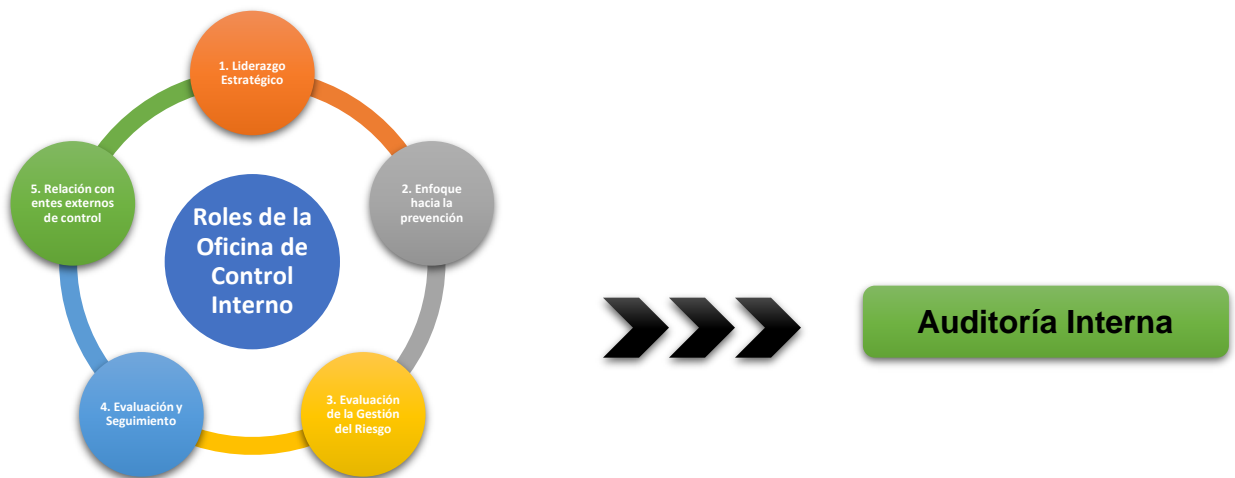 1. Liderazgo
Estratégico
2. Enfoque
hacia la
prevención
3. Evaluación
de la Gestión
del Riesgo
4. Evaluación y
Seguimiento
5. Relación con
entes externos
de control
Roles de la
Oficina de
Control
Interno
Auditoría Interna